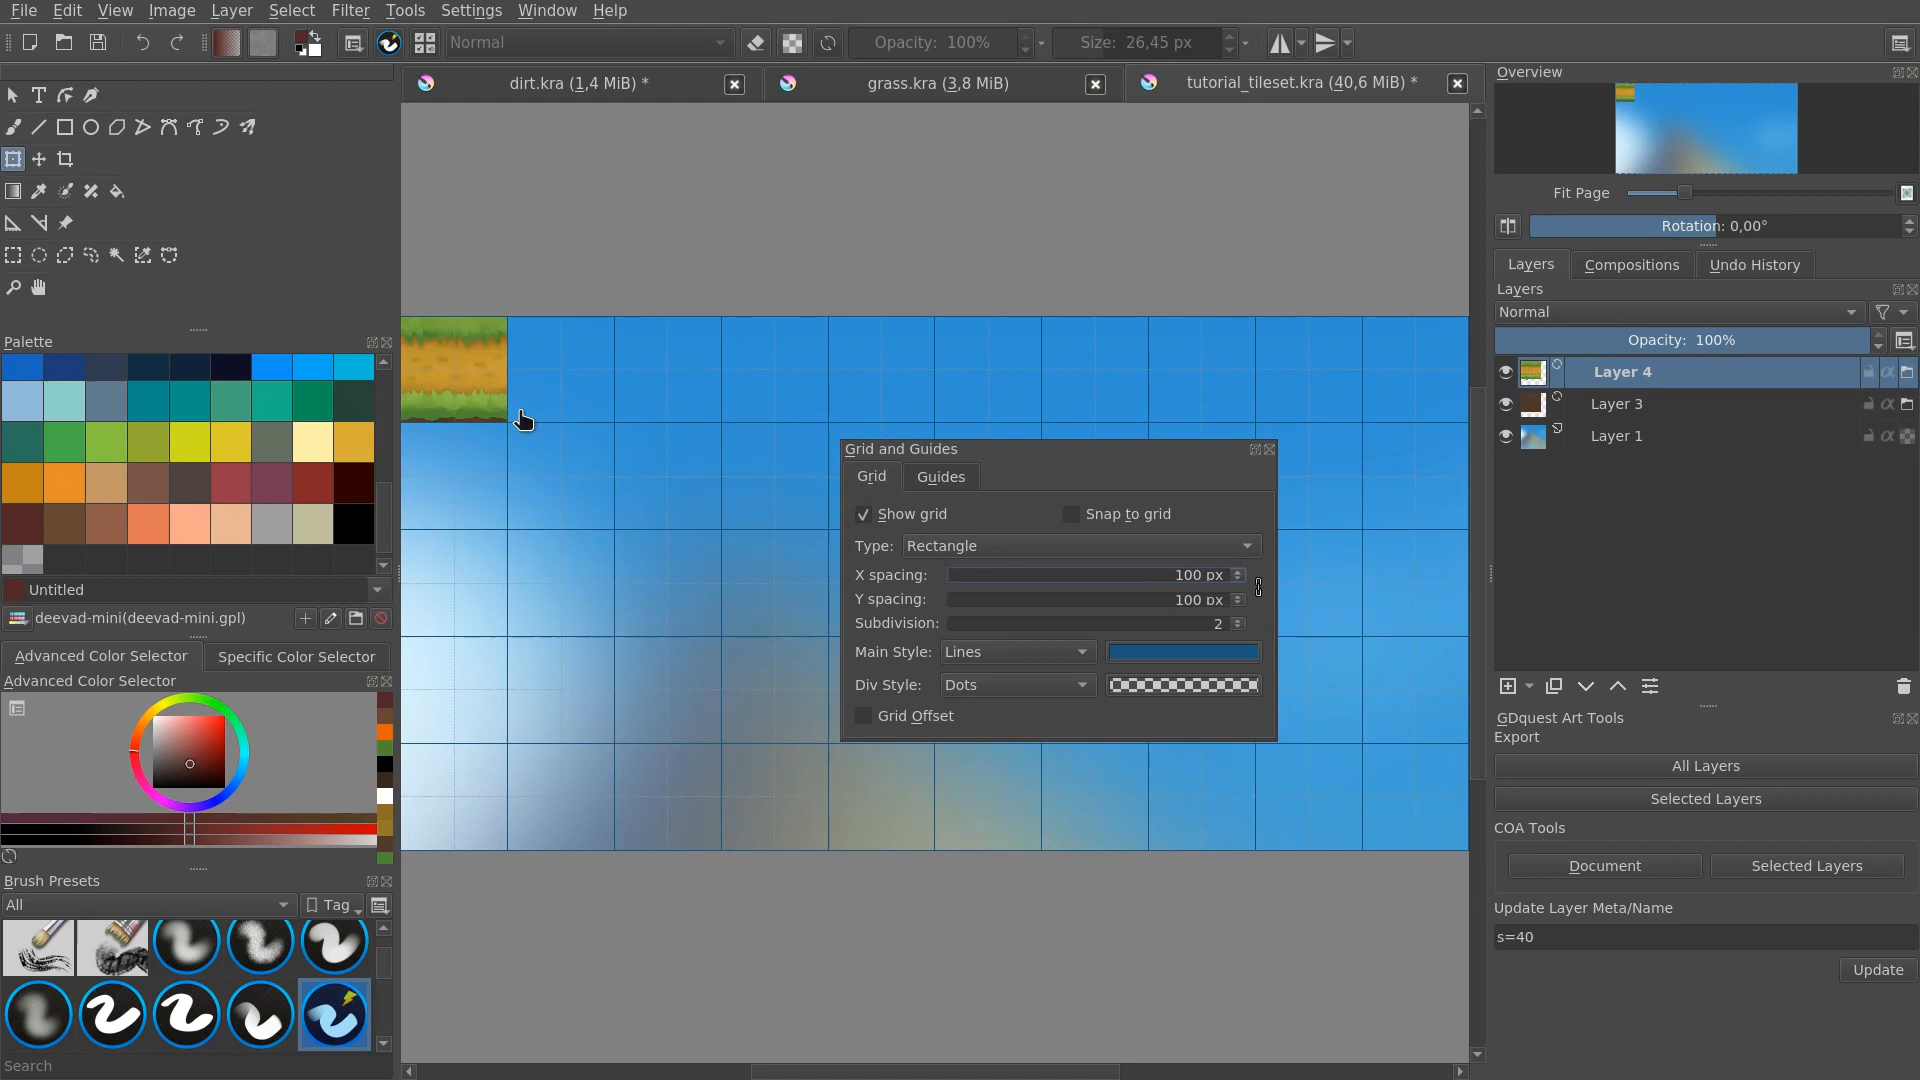 File Edit View Image Layer Select Filter Tools Settings Window Help
Normal
Opacity: 100%
Size: 26,45 px
dirt.kra (1,4 MiB) *
grass.kra (3,8 MiB)
tutorial_tileset.kra (40,6 MiB) *
Overview
Fit Page
Rotation: 0,00°
Layers Compositions Undo History
Layers
Normal
Opacity: 100%
Layer 4
Layer 3
Layer 1
Palette
Untitled
deevad-mini(deevad-mini.gpl)
Advanced Color Selector Specific Color Selector
Advanced Color Selector
Brush Presets
All
Tag
Search
Grid and Guides
Grid Guides
Show grid Snap to grid
Type: Rectangle
X spacing: 100 px
Y spacing: 100 px
Subdivision: 2
Main Style: Lines
Div Style: Dots
Grid Offset
GDquest Art Tools
Export
All Layers
Selected Layers
COA Tools
Document Selected Layers
Update Layer Meta/Name
s=40
Update